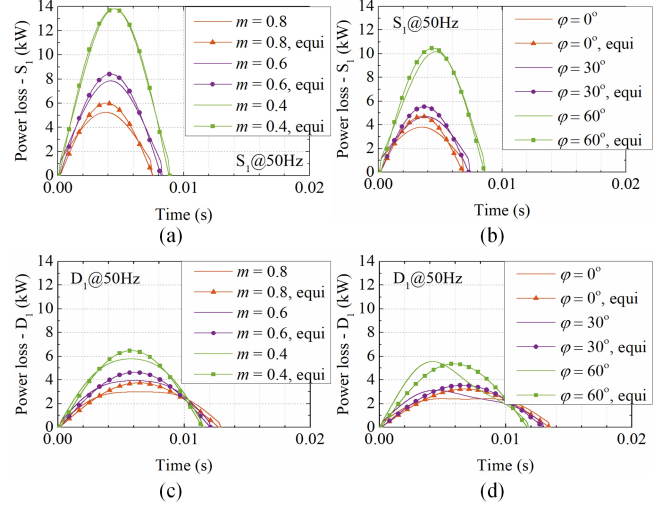 (a)
Power loss - S₁ (kW)
14
12
10
8
6
4
2
0
m = 0.8
m = 0.8, equi
m = 0.6
m = 0.6, equi
m = 0.4
m = 0.4, equi
S₁@50Hz
0.00 0.01 0.02
Time (s)
(a)
Power loss - S₁ (kW)
14
12
10
8
6
4
2
0
S₁@50Hz
φ = 0°
φ = 0°, equi
φ = 30°
φ = 30°, equi
φ = 60°
φ = 60°, equi
0.00 0.01 0.02
Time (s)
(b)
Power loss - D₁ (kW)
14
12
10
8
6
4
2
0
D₁@50Hz
m = 0.8
m = 0.8, equi
m = 0.6
m = 0.6, equi
m = 0.4
m = 0.4, equi
0.00 0.01 0.02
Time (s)
(c)
Power loss - D₁ (kW)
14
12
10
8
6
4
2
0
D₁@50Hz
φ = 0°
φ = 0°, equi
φ = 30°
φ = 30°, equi
φ = 60°
φ = 60°, equi
0.00 0.01 0.02
Time (s)
(d)